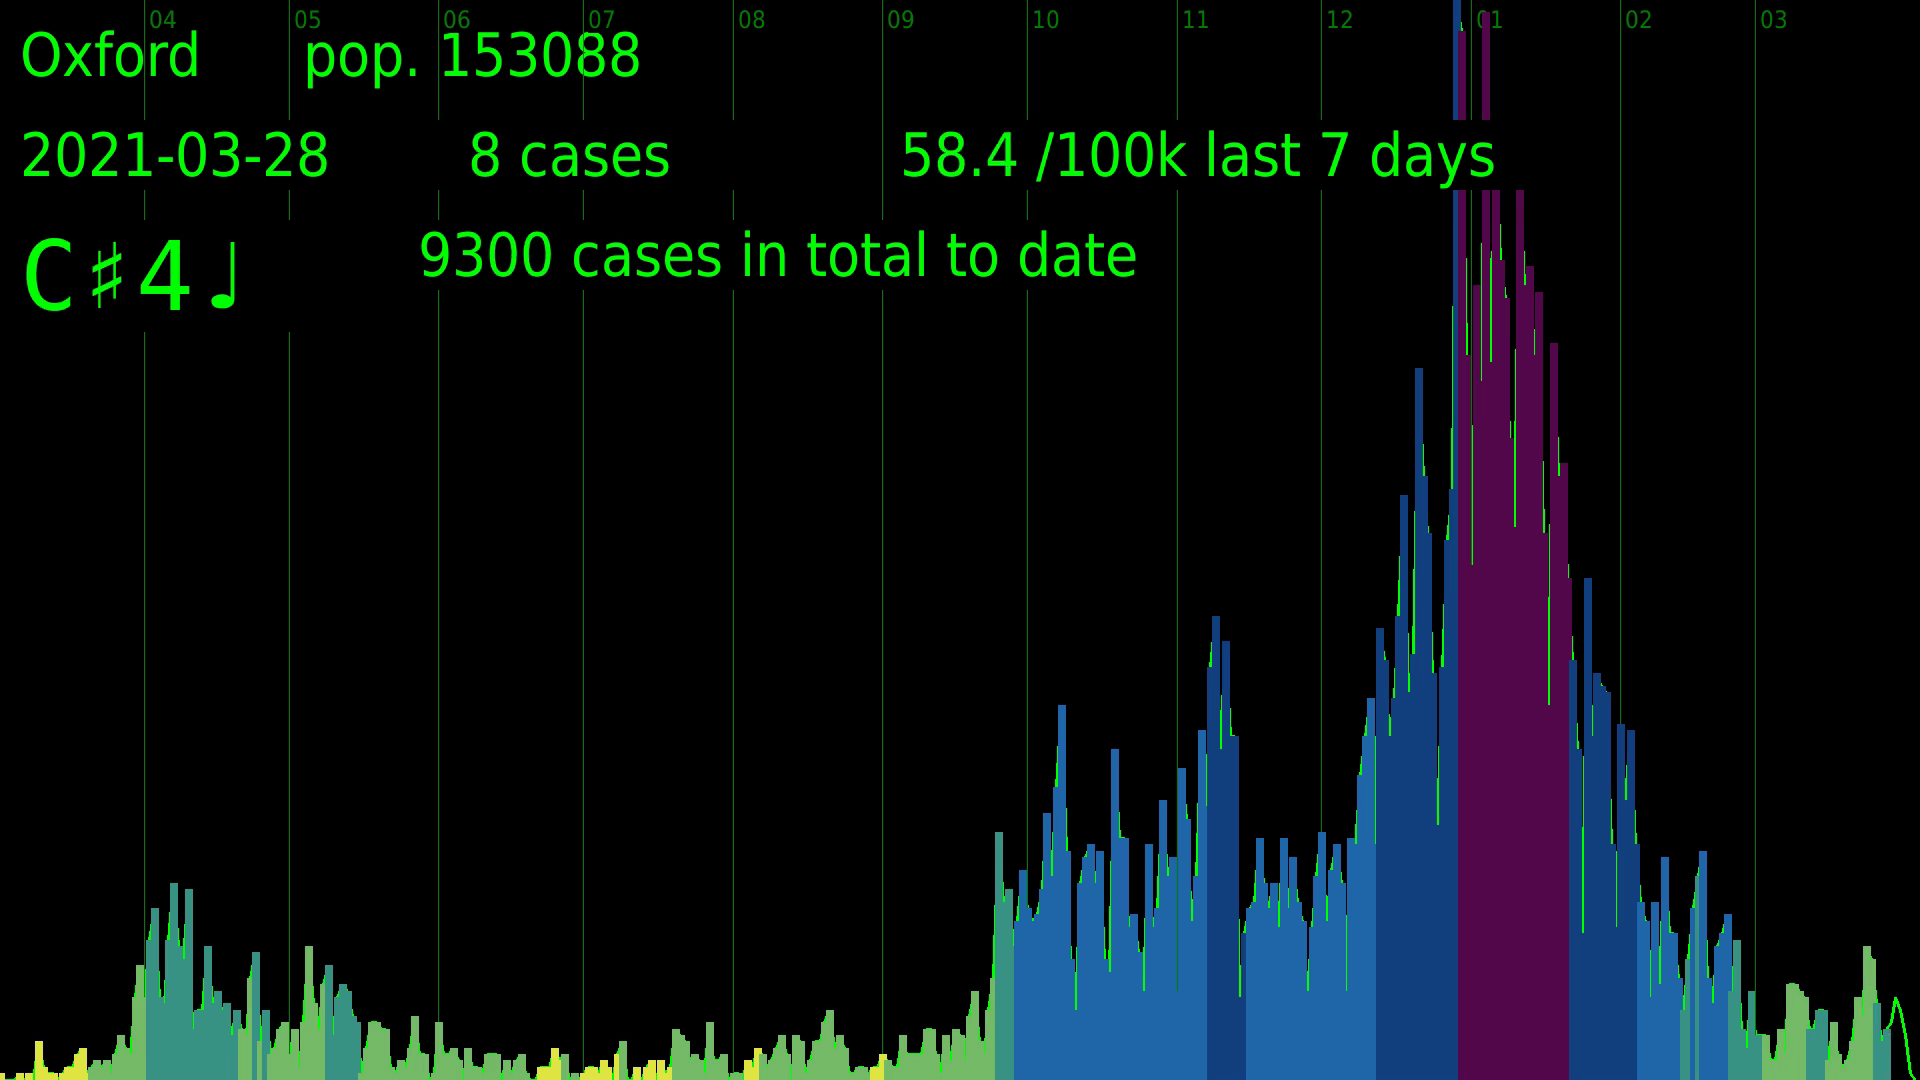 04 05 06 07 08 09 10 11 12 01 02 03
Oxford pop. 153088
2021-03-28 8 cases 58.4 /100k last 7 days
C♯4♩ 9300 cases in total to date